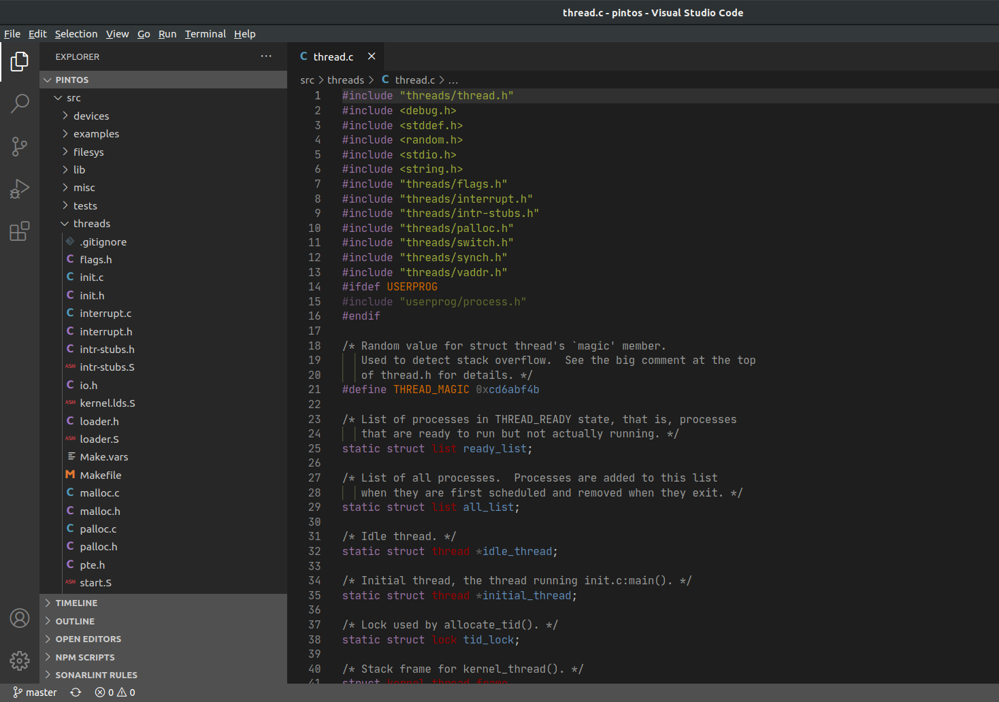 thread.c - pintos - Visual Studio Code
File Edit Selection View Go Run Terminal Help
EXPLORER ···
PINTOS
src
devices
examples
filesys
lib
misc
tests
threads
.gitignore
C flags.h
C init.c
C init.h
C interrupt.c
C interrupt.h
C intr-stubs.h
ASM intr-stubs.S
C io.h
ASM kernel.lds.S
C loader.h
ASM loader.S
Make.vars
M Makefile
C malloc.c
C malloc.h
C palloc.c
C palloc.h
C pte.h
ASM start.S
TIMELINE
OUTLINE
OPEN EDITORS
NPM SCRIPTS
SONARLINT RULES
C thread.c
src > threads > C thread.c > ...
1 #include "threads/thread.h"
2 #include <debug.h>
3 #include <stddef.h>
4 #include <random.h>
5 #include <stdio.h>
6 #include <string.h>
7 #include "threads/flags.h"
8 #include "threads/interrupt.h"
9 #include "threads/intr-stubs.h"
10 #include "threads/palloc.h"
11 #include "threads/switch.h"
12 #include "threads/synch.h"
13 #include "threads/vaddr.h"
14 #ifdef USERPROG
15 #include "userprog/process.h"
16 #endif
17
18 /* Random value for struct thread's `magic' member.
19    Used to detect stack overflow.  See the big comment at the top
20    of thread.h for details. */
21 #define THREAD_MAGIC 0xcd6abf4b
22
23 /* List of processes in THREAD_READY state, that is, processes
24    that are ready to run but not actually running. */
25 static struct list ready_list;
26
27 /* List of all processes.  Processes are added to this list
28    when they are first scheduled and removed when they exit. */
29 static struct list all_list;
30
31 /* Idle thread. */
32 static struct thread *idle_thread;
33
34 /* Initial thread, the thread running init.c:main(). */
35 static struct thread *initial_thread;
36
37 /* Lock used by allocate_tid(). */
38 static struct lock tid_lock;
39
40 /* Stack frame for kernel_thread(). */
41 struct kernel_thread_frame
master 0 0